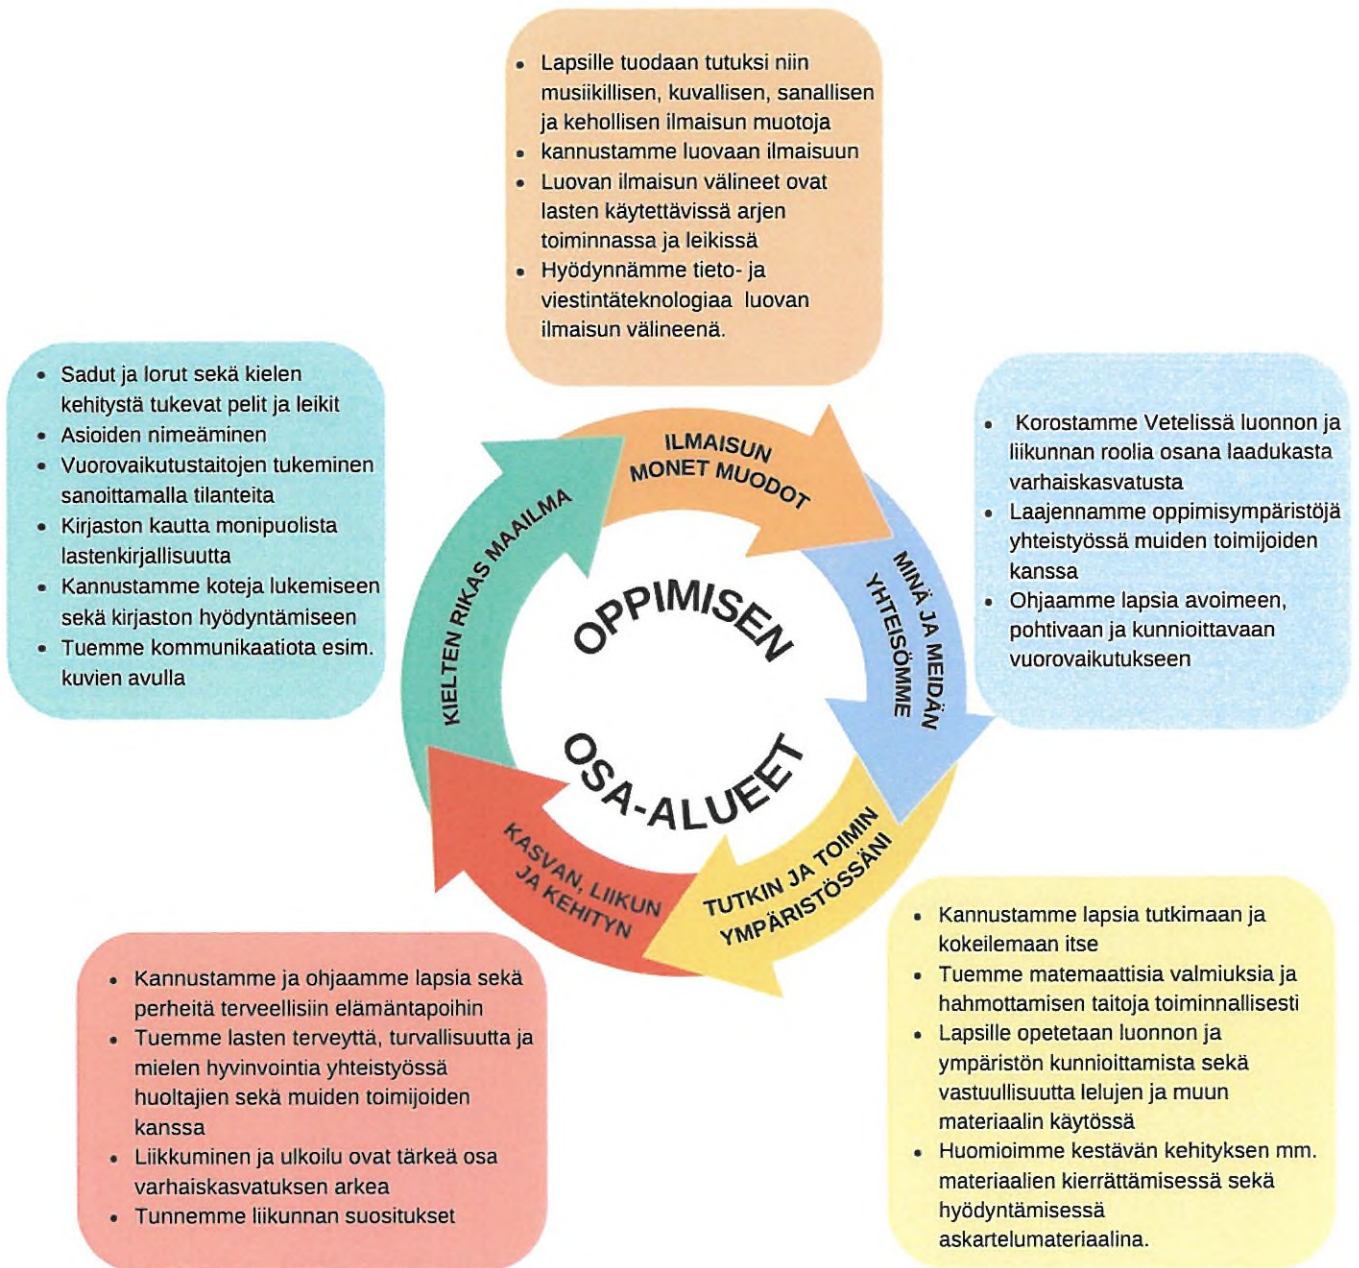 • Lapsille tuodaan tutuksi niin
musiikillisen, kuvallisen, sanallisen
ja kehollisen ilmaisun muotoja
• kannustamme luovaan ilmaisuun
• Luovan ilmaisun välineet ovat
lasten käytettävissä arjen
toiminnassa ja leikissä
• Hyödynnämme tieto- ja
viestintäteknologiaa luovan
ilmaisun välineenä.
• Sadut ja lorut sekä kielen
kehitystä tukevat pelit ja leikit
• Asioiden nimeäminen
• Vuorovaikutustaitojen tukeminen
sanoittamalla tilanteita
• Kirjaston kautta monipuolista
lastenkirjallisuutta
• Kannustamme koteja lukemiseen
sekä kirjaston hyödyntämiseen
• Tuemme kommunikaatiota esim.
kuvien avulla
ILMAISUN
MONET MUODOT
KIELTEN RIKAS MAAILMA
MINÄ JA MEIDÄN
YHTEISÖMME
OPPIMISEN
OSA-ALUEET
KASVAN, LIIKUN
JA KEHITYN
TUTKIN JA TOIMIN
YMPÄRISTÖSSÄNI
• Korostamme Vetelissä luonnon ja
liikunnan roolia osana laadukasta
varhaiskasvatusta
• Laajennamme oppimisympäristöjä
yhteistyössä muiden toimijoiden
kanssa
• Ohjaamme lapsia avoimeen,
pohtivaan ja kunnioittavaan
vuorovaikutukseen
• Kannustamme ja ohjaamme lapsia sekä
perheitä terveellisiin elämäntapoihin
• Tuemme lasten terveyttä, turvallisuutta ja
mielen hyvinvointia yhteistyössä
huoltajien sekä muiden toimijoiden
kanssa
• Liikkuminen ja ulkoilu ovat tärkeä osa
varhaiskasvatuksen arkea
• Tunnemme liikunnan suositukset
• Kannustamme lapsia tutkimaan ja
kokeilemaan itse
• Tuemme matemaattisia valmiuksia ja
hahmottamisen taitoja toiminnallisesti
• Lapsille opetetaan luonnon ja
ympäristön kunnioittamista sekä
vastuullisuutta lelujen ja muun
materiaalin käytössä
• Huomioimme kestävän kehityksen mm.
materiaalien kierrättämisessä sekä
hyödyntämisessä
askartelumateriaalina.